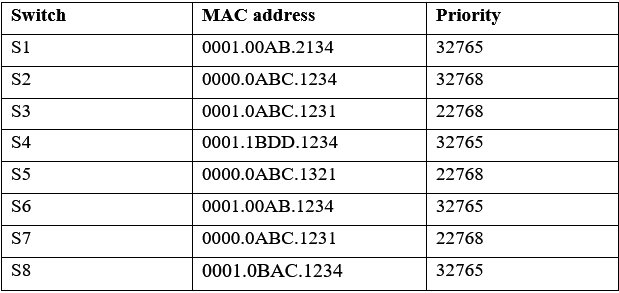 Switch MAC address Priority
S1 0001.00AB.2134 32765
S2 0000.0ABC.1234 32768
S3 0001.0ABC.1231 22768
S4 0001.1BDD.1234 32765
S5 0000.0ABC.1321 22768
S6 0001.00AB.1234 32765
S7 0000.0ABC.1231 22768
S8 0001.0BAC.1234 32765